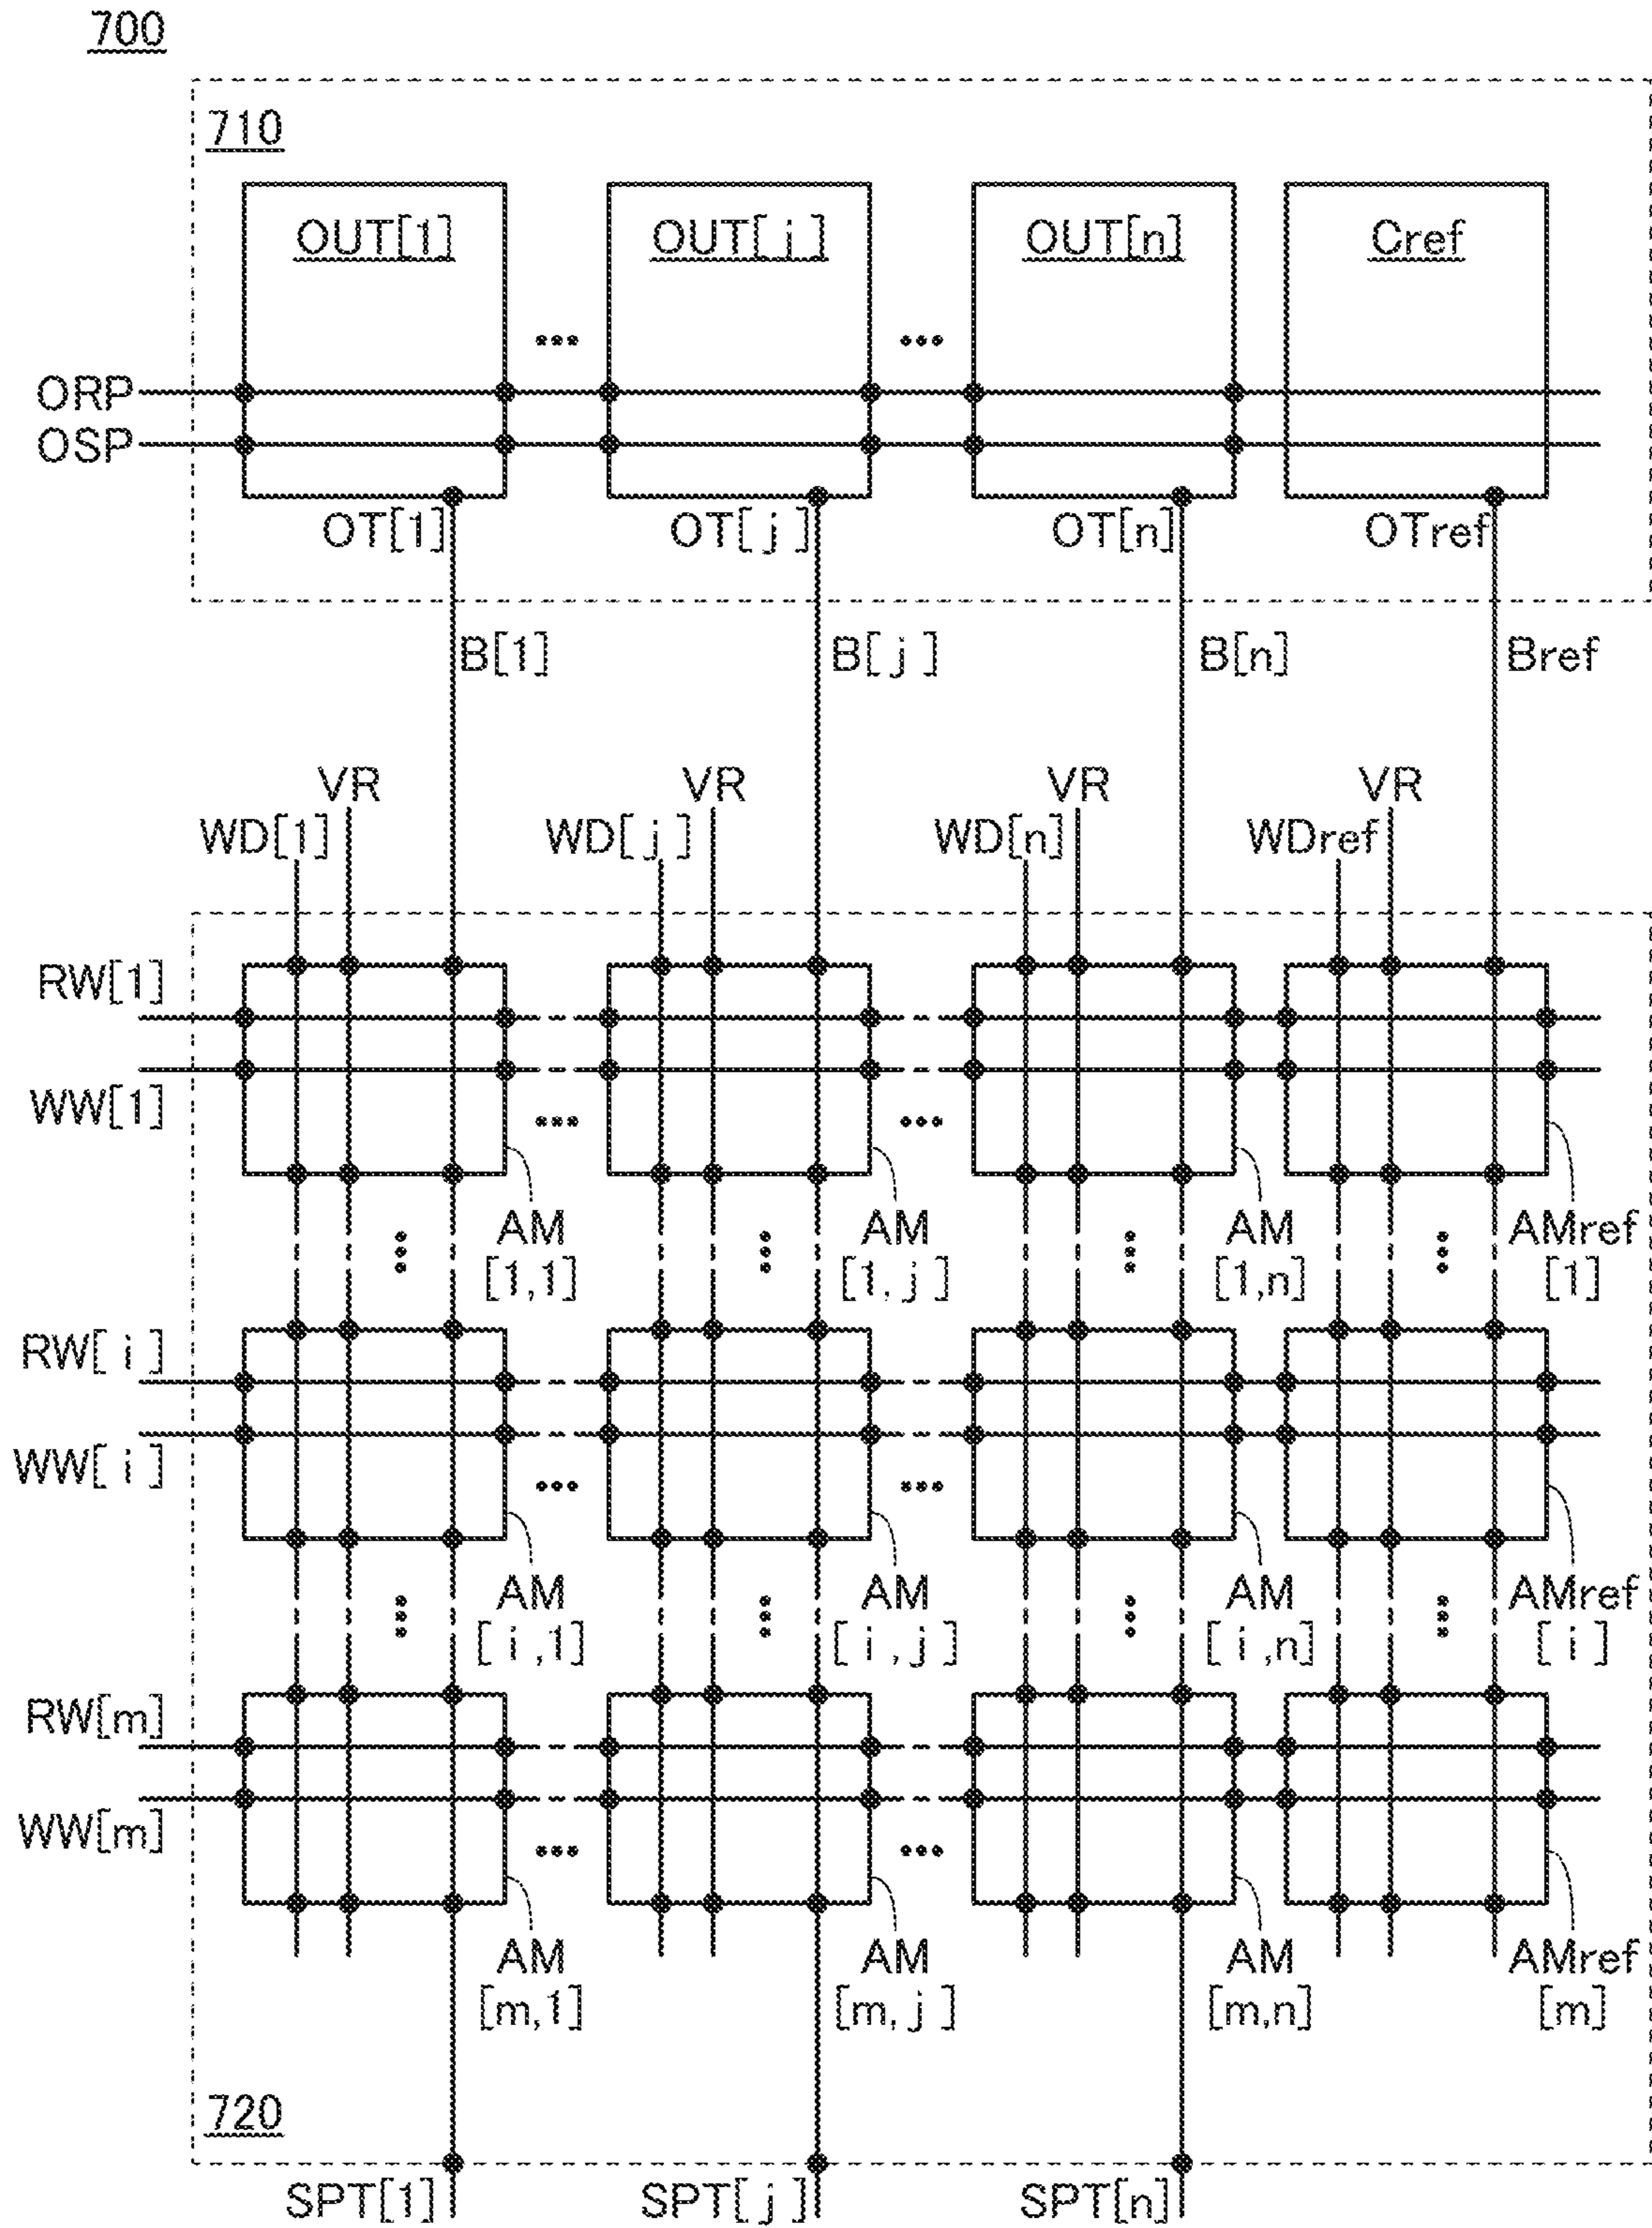 700
710
OUT[1] OUT[j] OUT[n] Cref
ORP
OSP
OT[1] OT[j] OT[n] OTref
B[1] B[j] B[n] Bref
VR VR VR VR
WD[1] WD[j] WD[n] WDref
RW[1]
WW[1]
AM AM AM AMref
[1,1] [1,j] [1,n] [1]
RW[i]
WW[i]
AM AM AM AMref
[i,1] [i,j] [i,n] [i]
RW[m]
WW[m]
AM AM AM AMref
[m,1] [m,j] [m,n] [m]
720
SPT[1] SPT[j] SPT[n]